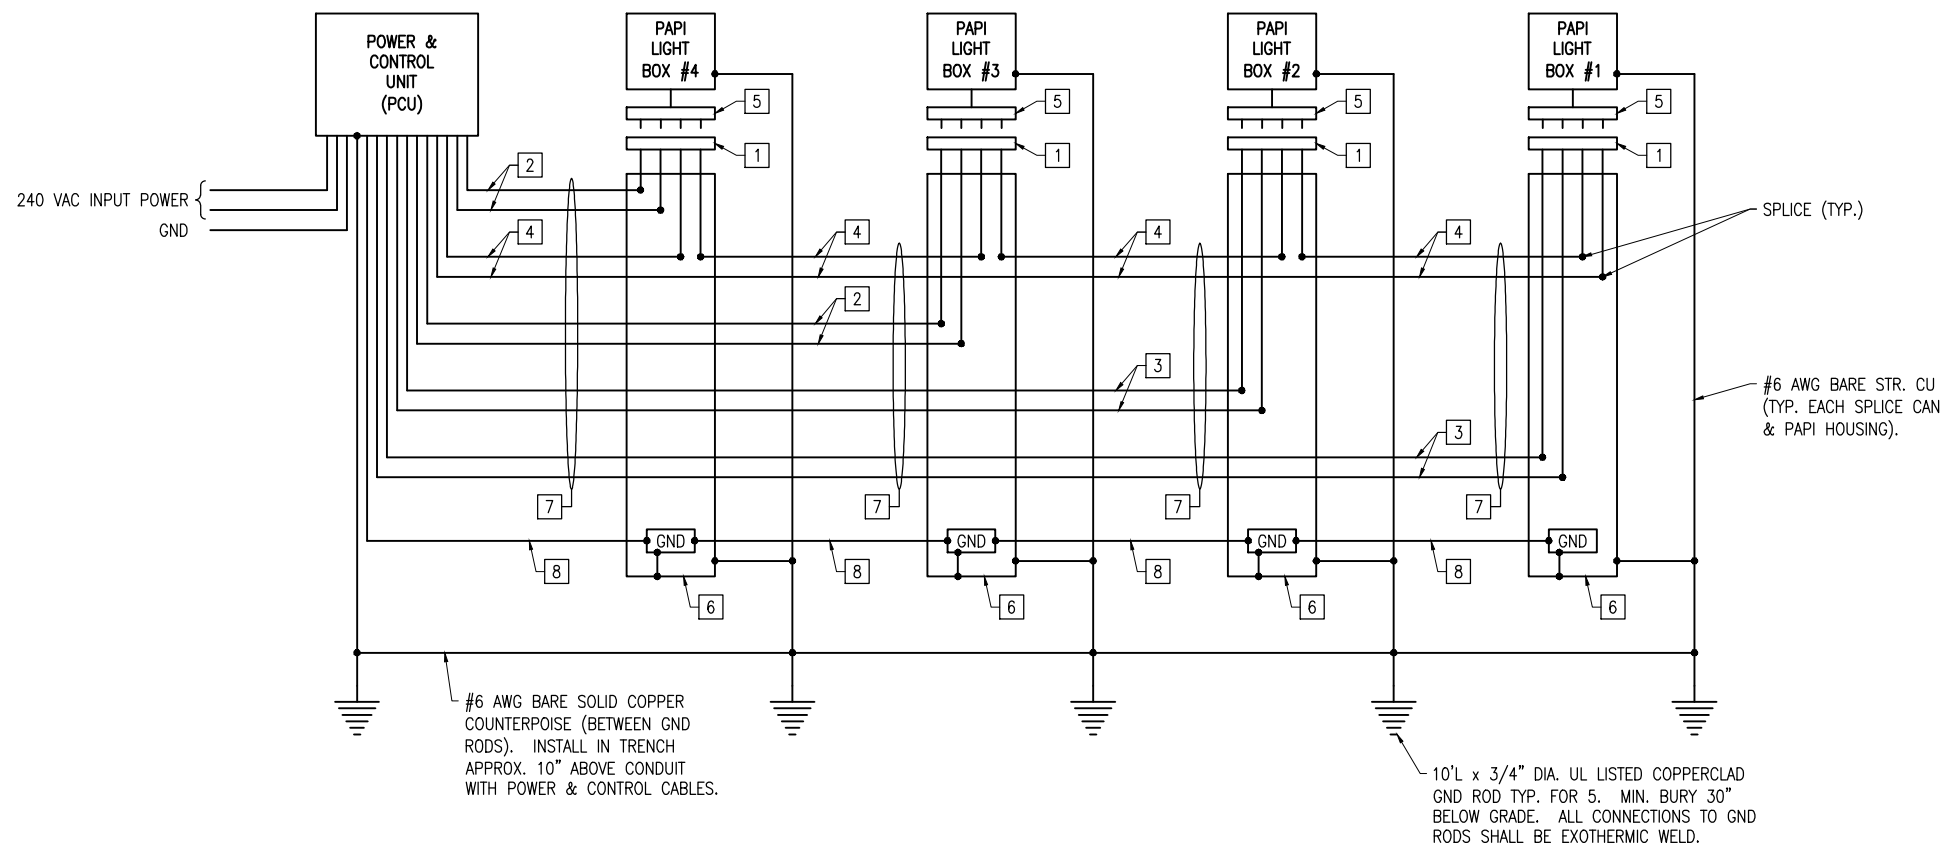 POWER &
CONTROL
UNIT
(PCU)
PAPI
LIGHT
BOX #4
PAPI
LIGHT
BOX #3
PAPI
LIGHT
BOX #2
PAPI
LIGHT
BOX #1
5
5
5
5
1
1
1
1
2
240 VAC INPUT POWER
GND
4
4
4
4
SPLICE (TYP.)
2
3
#6 AWG BARE STR. CU
(TYP. EACH SPLICE CAN
& PAPI HOUSING).
3
7
7
7
7
GND
GND
GND
GND
8
8
8
8
6
6
6
6
#6 AWG BARE SOLID COPPER
COUNTERPOISE (BETWEEN GND
RODS). INSTALL IN TRENCH
APPROX. 10" ABOVE CONDUIT
WITH POWER & CONTROL CABLES.
10'L x 3/4" DIA. UL LISTED COPPERCLAD
GND ROD TYP. FOR 5. MIN. BURY 30"
BELOW GRADE. ALL CONNECTIONS TO GND
RODS SHALL BE EXOTHERMIC WELD.